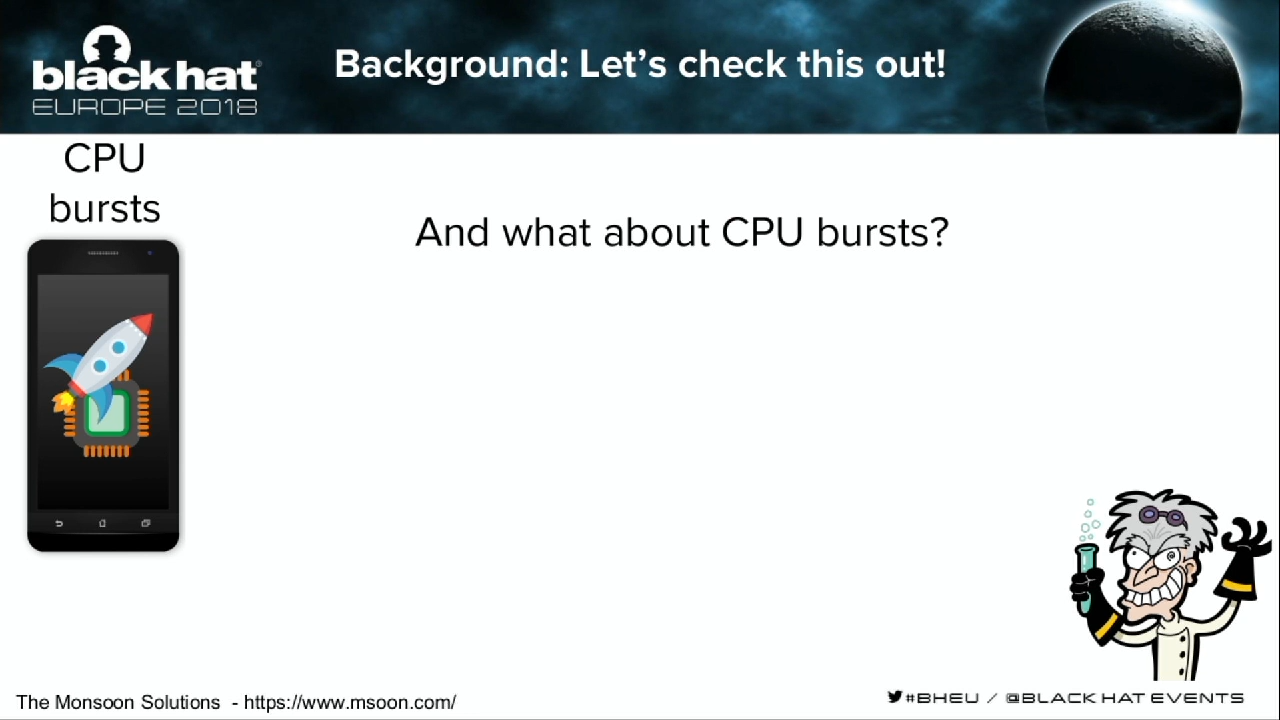 black hat
EUROPE 2018
Background: Let's check this out!
CPU
bursts
And what about CPU bursts?
The Monsoon Solutions - https://www.msoon.com/
#BHEU / @BLACK HAT EVENTS